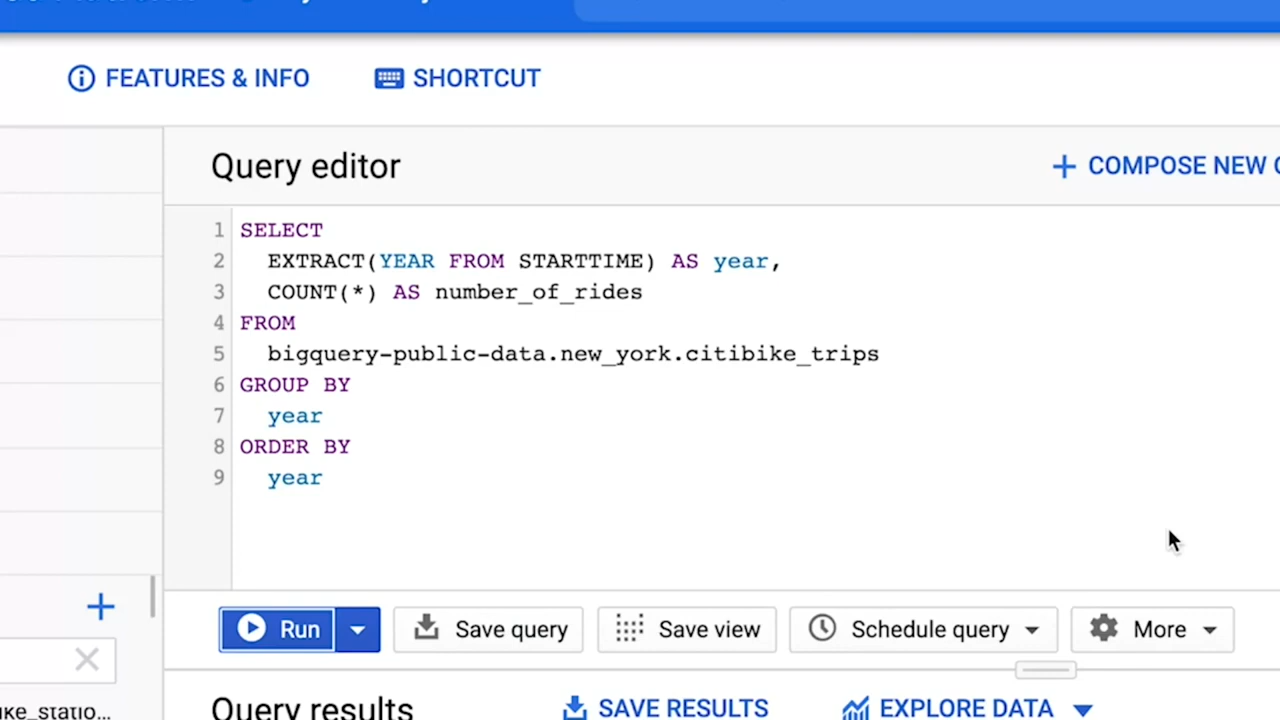 FEATURES & INFO
SHORTCUT
Query editor
COMPOSE NEW
1 SELECT
2 EXTRACT(YEAR FROM STARTTIME) AS year,
3 COUNT(*) AS number_of_rides
4 FROM
5 bigquery-public-data.new_york.citibike_trips
6 GROUP BY
7 year
8 ORDER BY
9 year
Run
Save query
Save view
Schedule query
More
Query results
SAVE RESULTS
EXPLORE DATA